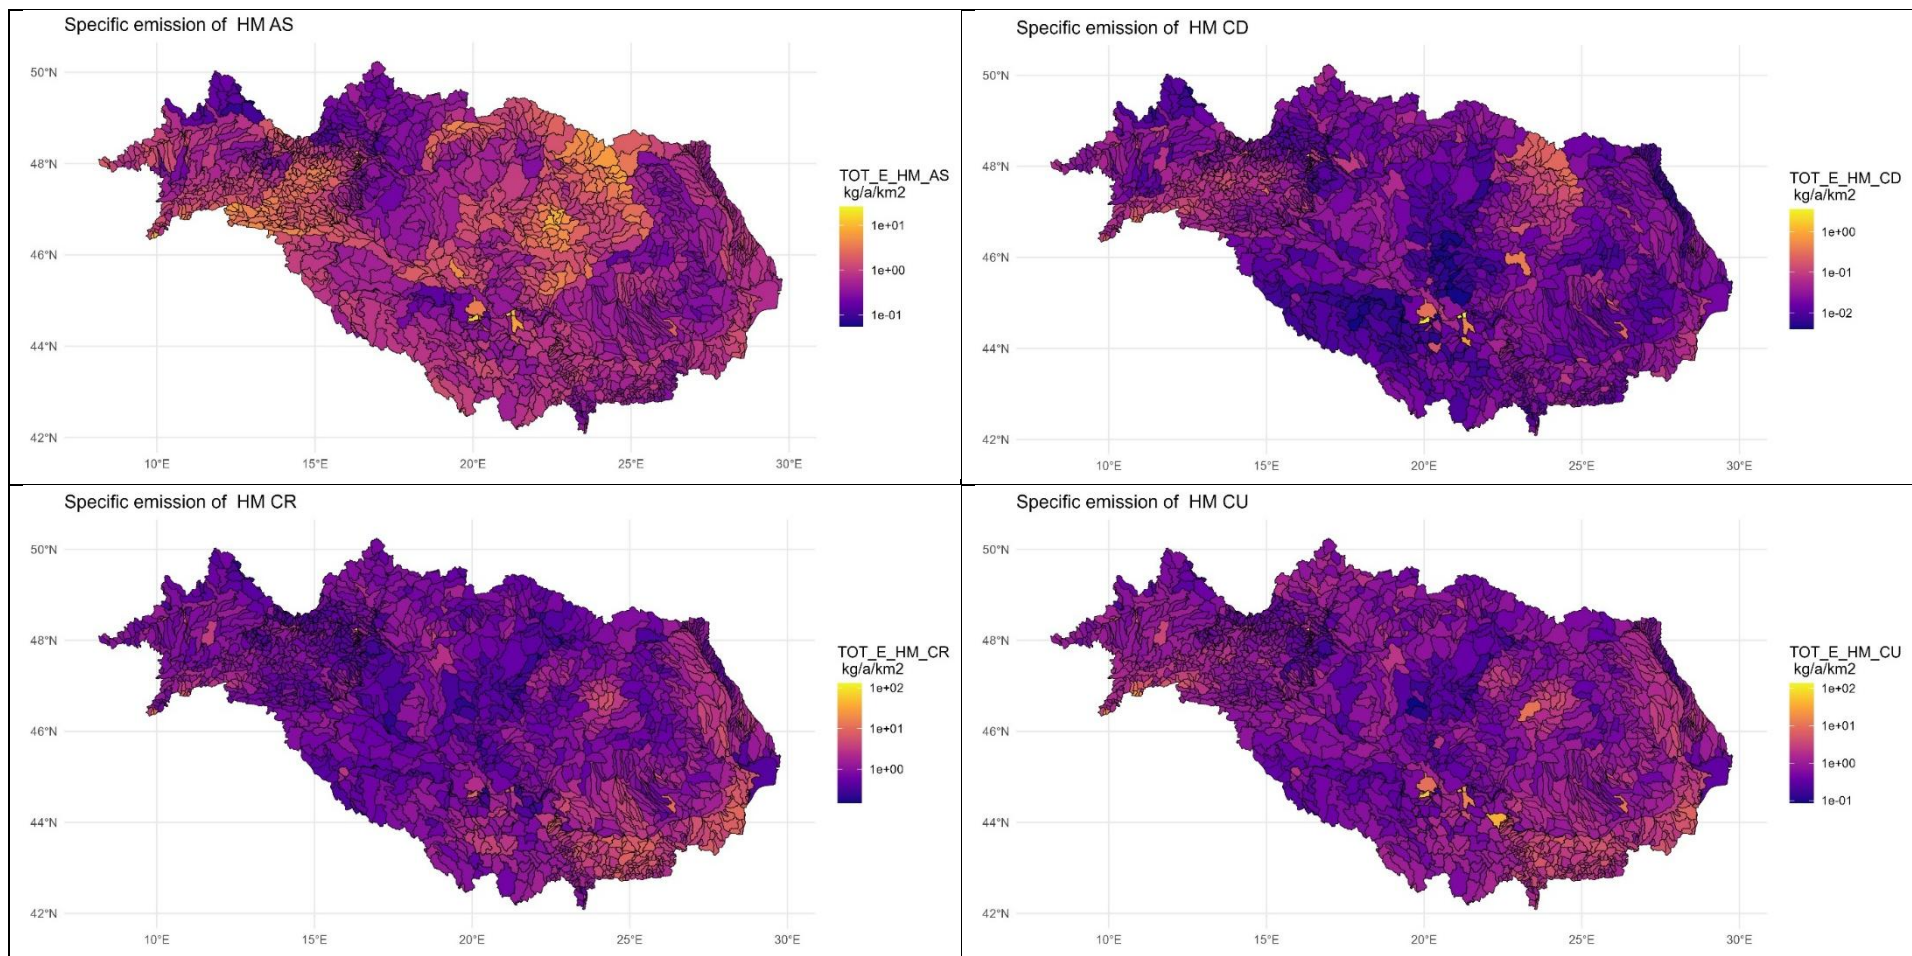 Specific emission of  HM AS
50°N
48°N
46°N
44°N
42°N
10°E
15°E
20°E
25°E
30°E
TOT_E_HM_AS
kg/a/km2
1e+01
1e+00
1e-01
Specific emission of  HM CD
50°N
48°N
46°N
44°N
42°N
10°E
15°E
20°E
25°E
30°E
TOT_E_HM_CD
kg/a/km2
1e+00
1e-01
1e-02
Specific emission of  HM CR
50°N
48°N
46°N
44°N
42°N
10°E
15°E
20°E
25°E
30°E
TOT_E_HM_CR
kg/a/km2
1e+02
1e+01
1e+00
Specific emission of  HM CU
50°N
48°N
46°N
44°N
42°N
10°E
15°E
20°E
25°E
30°E
TOT_E_HM_CU
kg/a/km2
1e+02
1e+01
1e+00
1e-01